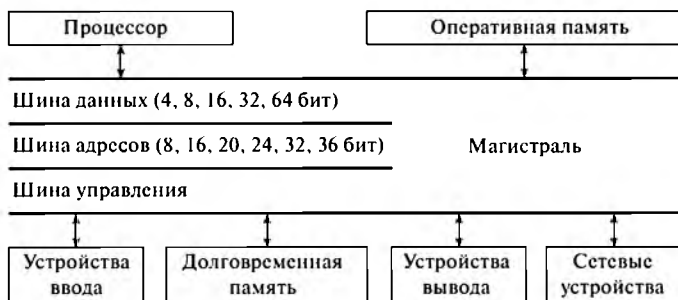 Процессор
Оперативная память
Шина данных (4, 8, 16, 32, 64 бит)
Шина адресов (8, 16, 20, 24, 32, 36 бит)
Магистраль
Шина управления
Устройства
ввода
Долговременная
память
Устройства
вывода
Сетевые
устройства